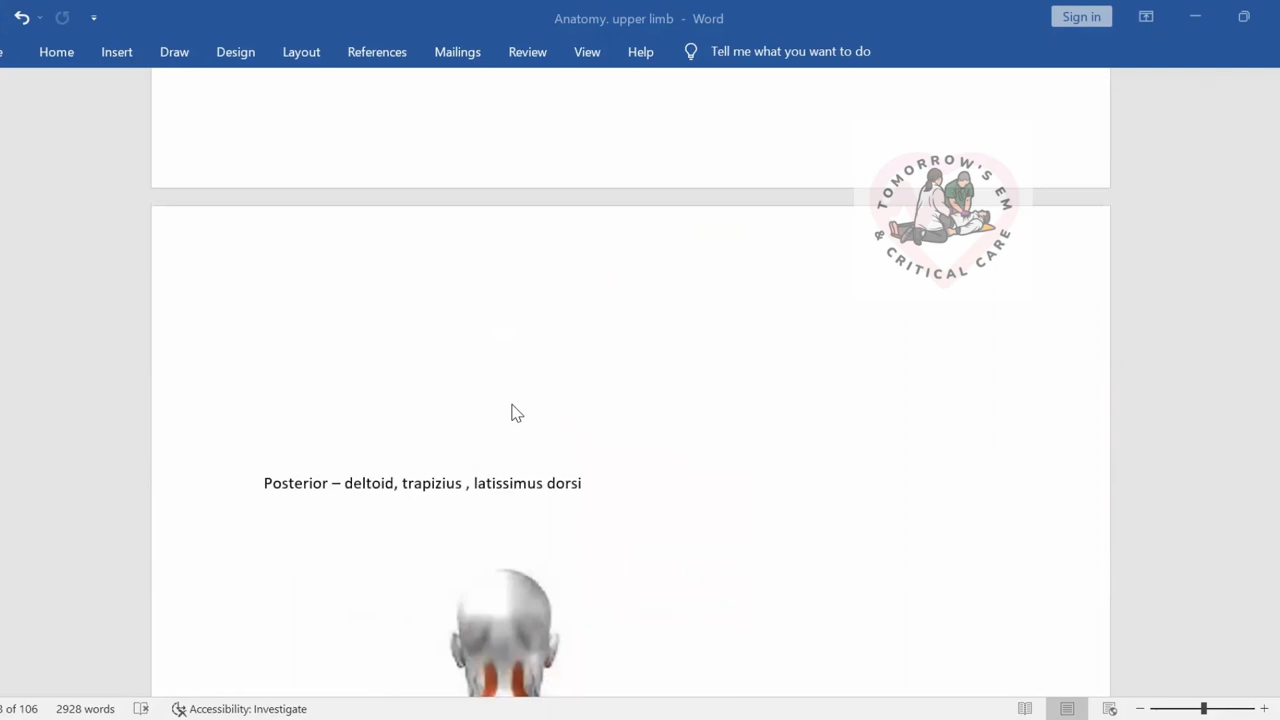 Anatomy. upper limb - Word
Sign in
Home Insert Draw Design Layout References Mailings Review View Help Tell me what you want to do
TOMORROW'S EM
& CRITICAL CARE
Posterior – deltoid, trapizius , latissimus dorsi
of 106 2928 words Accessibility: Investigate